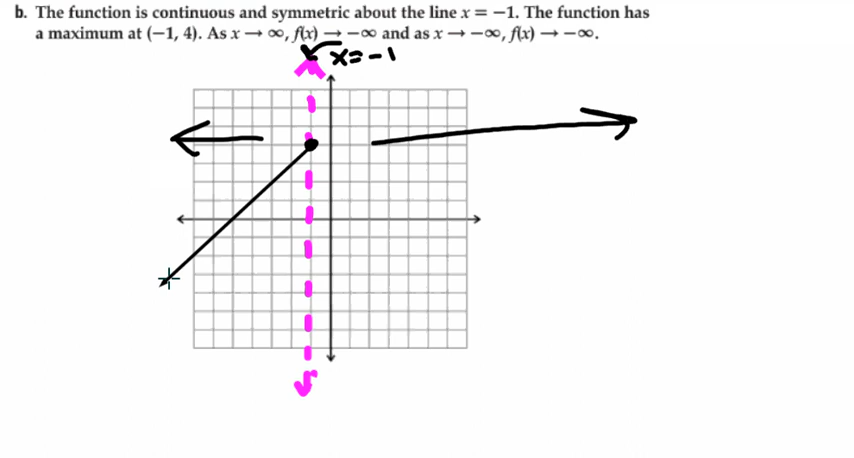 b. The function is continuous and symmetric about the line x = −1. The function has
a maximum at (−1, 4). As x → ∞, f(x) → −∞ and as x → −∞, f(x) → −∞.
x=-1